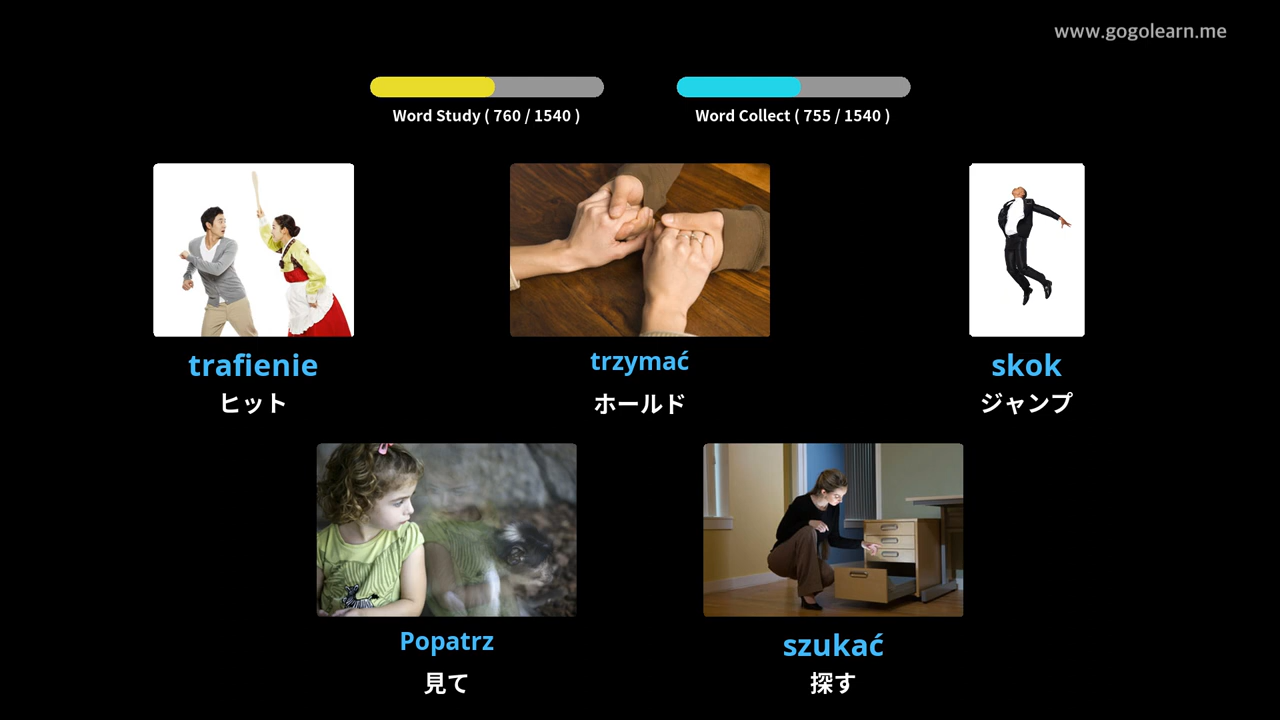 www.gogolearn.me
Word Study ( 760 / 1540 )
Word Collect ( 755 / 1540 )
trafienie
ヒット
trzymać
ホールド
skok
ジャンプ
Popatrz
見て
szukać
探す